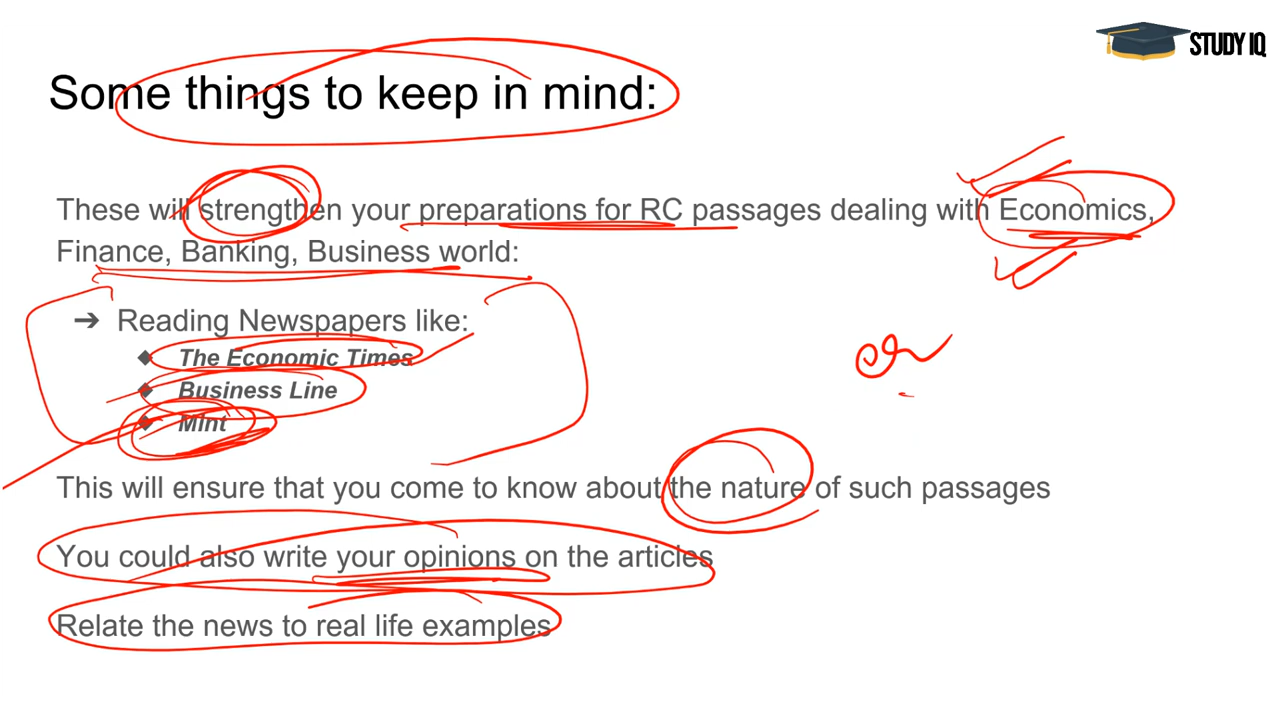 STUDY IQ
Some things to keep in mind:
These will strengthen your preparations for RC passages dealing with Economics,
Finance, Banking, Business world:
➔ Reading Newspapers like:
◆ The Economic Times
◆ Business Line
◆ Mint
This will ensure that you come to know about the nature of such passages
You could also write your opinions on the articles
Relate the news to real life examples